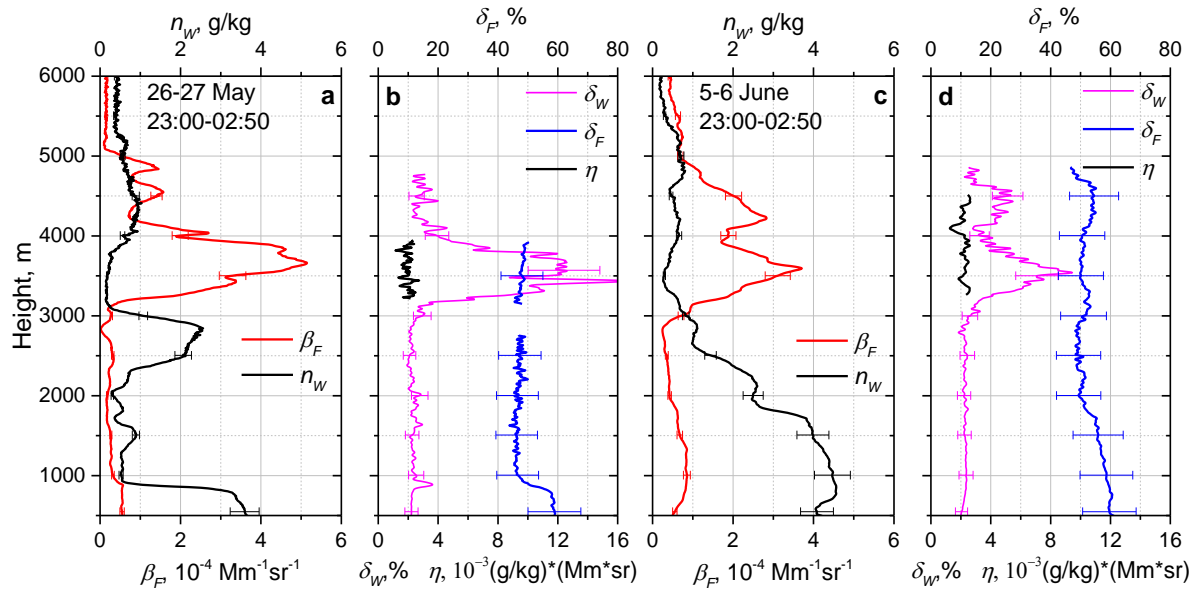 n_W, g/kg
δ_F, %
n_W, g/kg
δ_F, %
0 2 4 6
0 20 40 60 80
0 2 4 6
0 20 40 60 80
6000
5000
4000
3000
2000
1000
Height, m
26-27 May
23:00-02:50
a
β_F
n_W
b
δ_W
δ_F
η
5-6 June
23:00-02:50
c
β_F
n_W
d
δ_W
δ_F
η
0 2 4 6
0 4 8 12 16
0 2 4 6
0 4 8 12 16
β_F, 10⁻⁴ Mm⁻¹sr⁻¹
δ_W,% η, 10⁻³(g/kg)*(Mm*sr)
β_F, 10⁻⁴ Mm⁻¹sr⁻¹
δ_W,% η, 10⁻³(g/kg)*(Mm*sr)